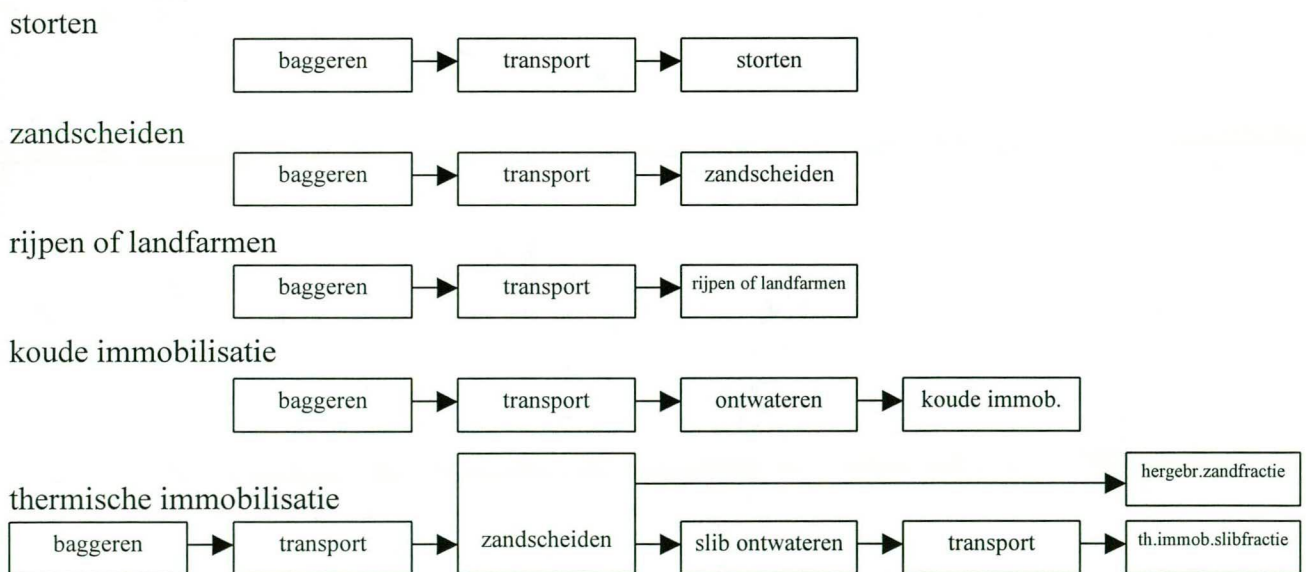 storten
baggeren transport storten
zandscheiden
baggeren transport zandscheiden
rijpen of landfarmen
baggeren transport rijpen of landfarmen
koude immobilisatie
baggeren transport ontwateren koude immob.
hergebr.zandfractie
thermische immobilisatie
baggeren transport zandscheiden slib ontwateren transport th.immob.slibfractie